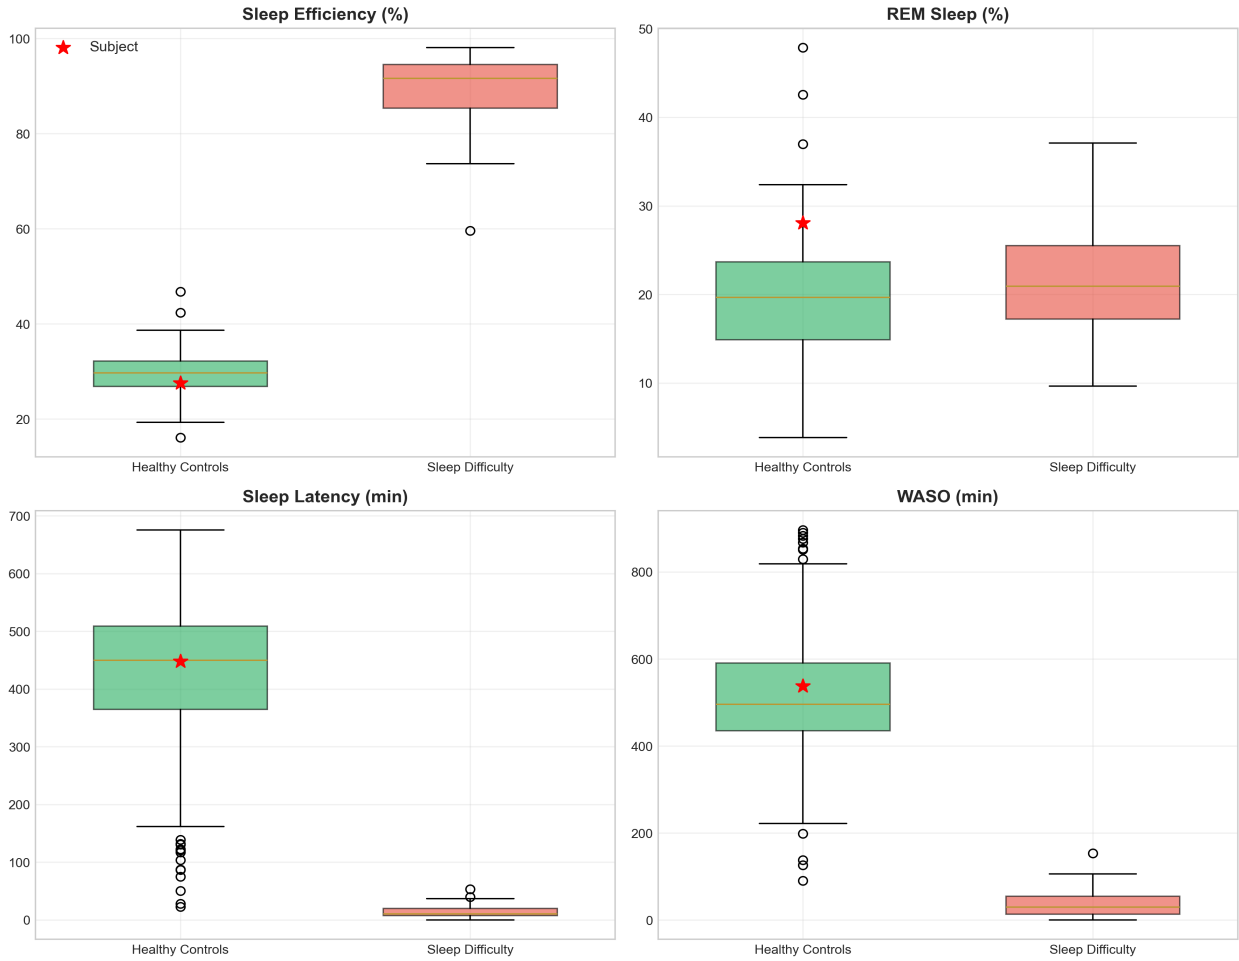 Sleep Efficiency (%)
100
80
60
40
20
Subject
Healthy Controls
Sleep Difficulty
REM Sleep (%)
50
40
30
20
10
Healthy Controls
Sleep Difficulty
Sleep Latency (min)
700
600
500
400
300
200
100
0
Healthy Controls
Sleep Difficulty
WASO (min)
800
600
400
200
0
Healthy Controls
Sleep Difficulty